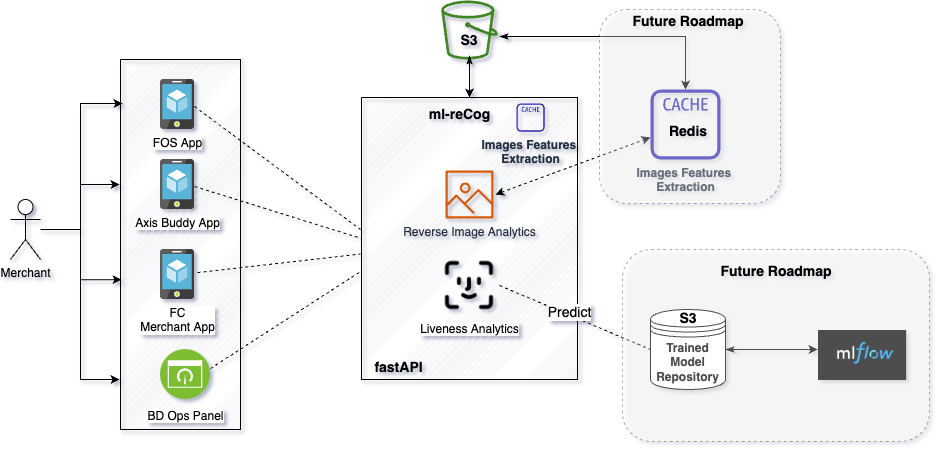 S3
Future Roadmap
CACHE
Redis
Images Features
Extraction
ml-reCog
CACHE
Images Features
Extraction
Reverse Image Analytics
Liveness Analytics
fastAPI
Merchant
FOS App
Axis Buddy App
FC
Merchant App
BD Ops Panel
Predict
Future Roadmap
S3
Trained
Model
Repository
mlflow